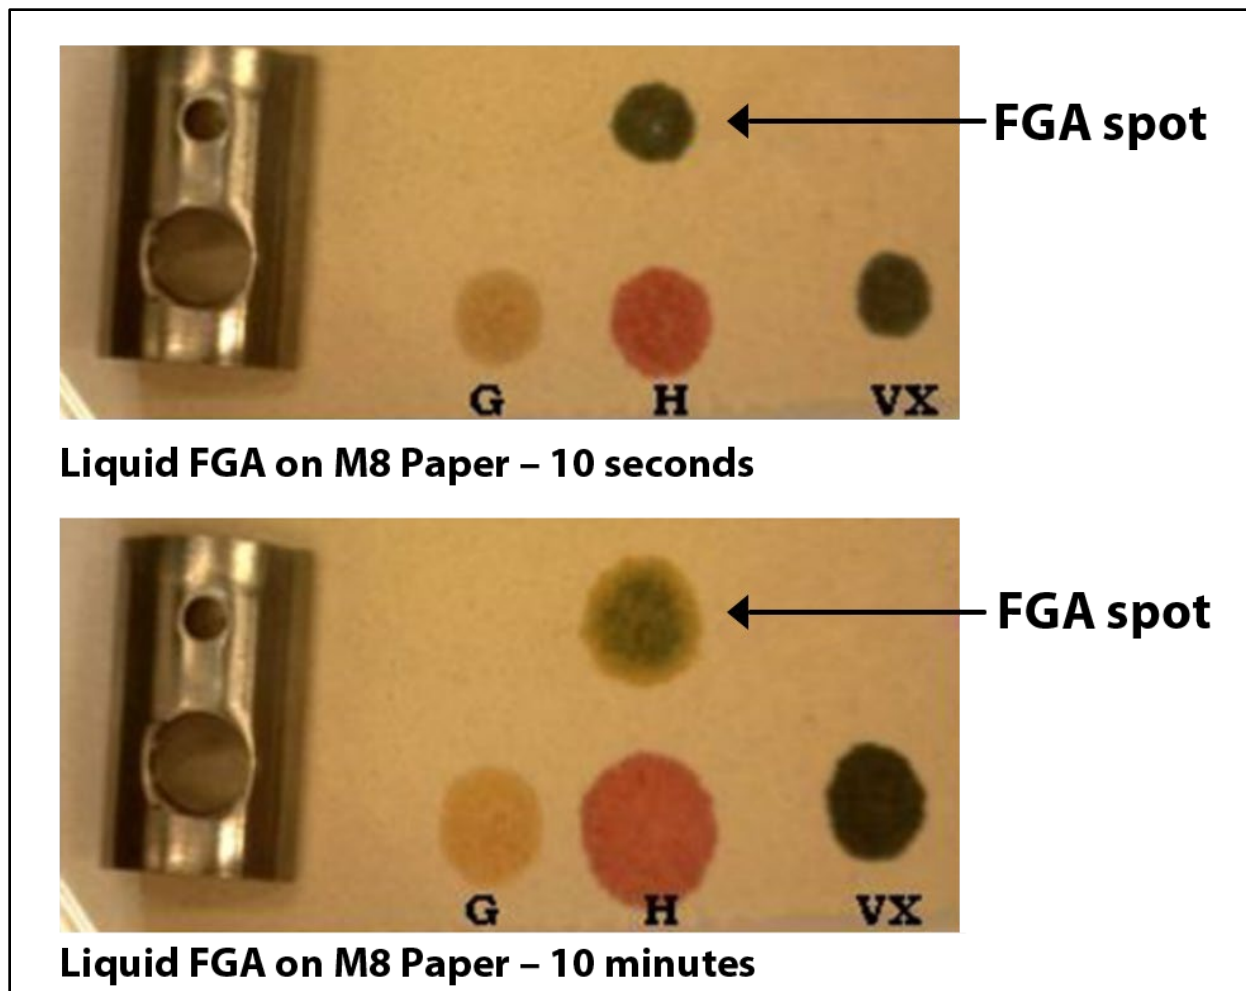 FGA spot
G H VX
Liquid FGA on M8 Paper – 10 seconds
FGA spot
G H VX
Liquid FGA on M8 Paper – 10 minutes